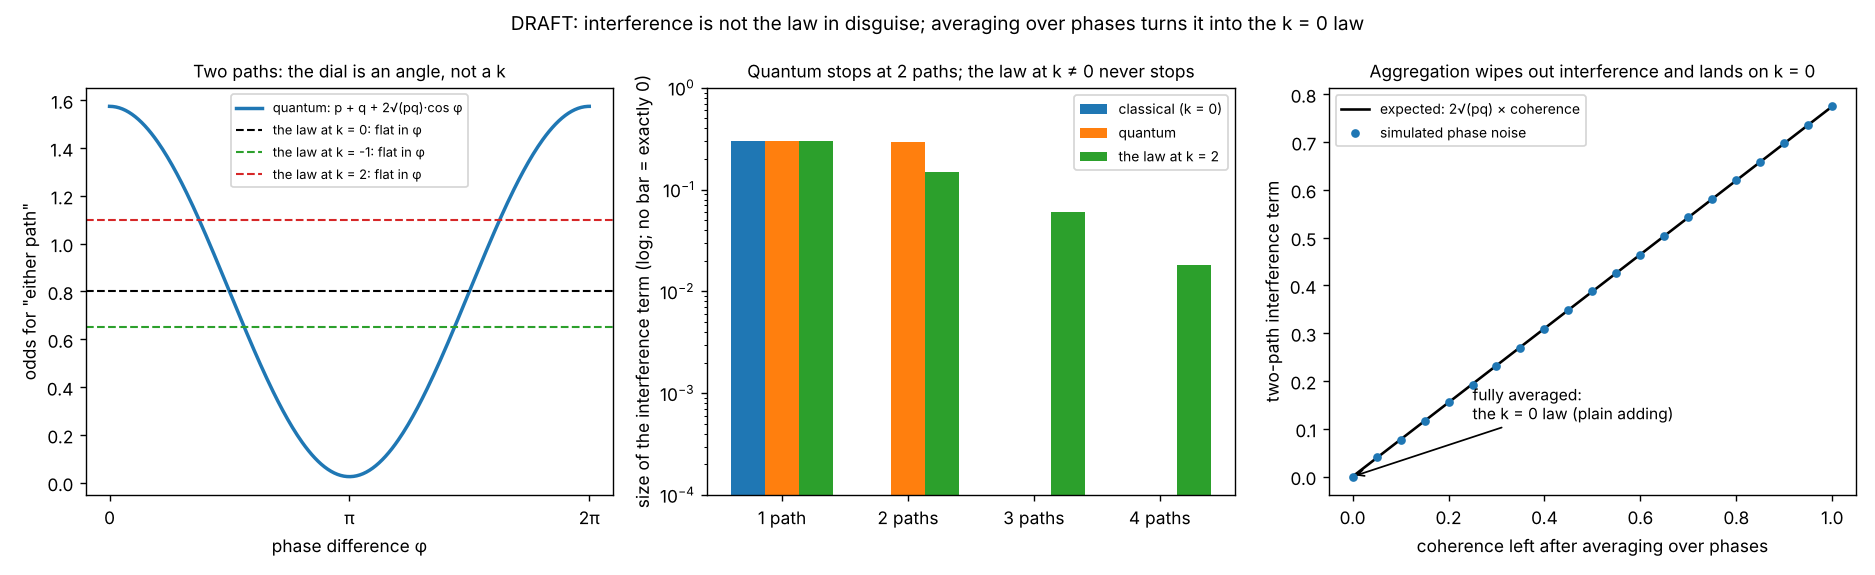 DRAFT: interference is not the law in disguise; averaging over phases turns it into the k = 0 law
Two paths: the dial is an angle, not a k
odds for "either path"
1.6
1.4
1.2
1.0
0.8
0.6
0.4
0.2
0.0
quantum: p + q + 2√(pq)·cos φ
the law at k = 0: flat in φ
the law at k = -1: flat in φ
the law at k = 2: flat in φ
0
π
2π
phase difference φ
Quantum stops at 2 paths; the law at k ≠ 0 never stops
size of the interference term (log; no bar = exactly 0)
10⁰
10⁻¹
10⁻²
10⁻³
10⁻⁴
classical (k = 0)
quantum
the law at k = 2
1 path
2 paths
3 paths
4 paths
Aggregation wipes out interference and lands on k = 0
two-path interference term
0.8
0.7
0.6
0.5
0.4
0.3
0.2
0.1
0.0
expected: 2√(pq) × coherence
simulated phase noise
fully averaged:
the k = 0 law (plain adding)
0.0
0.2
0.4
0.6
0.8
1.0
coherence left after averaging over phases